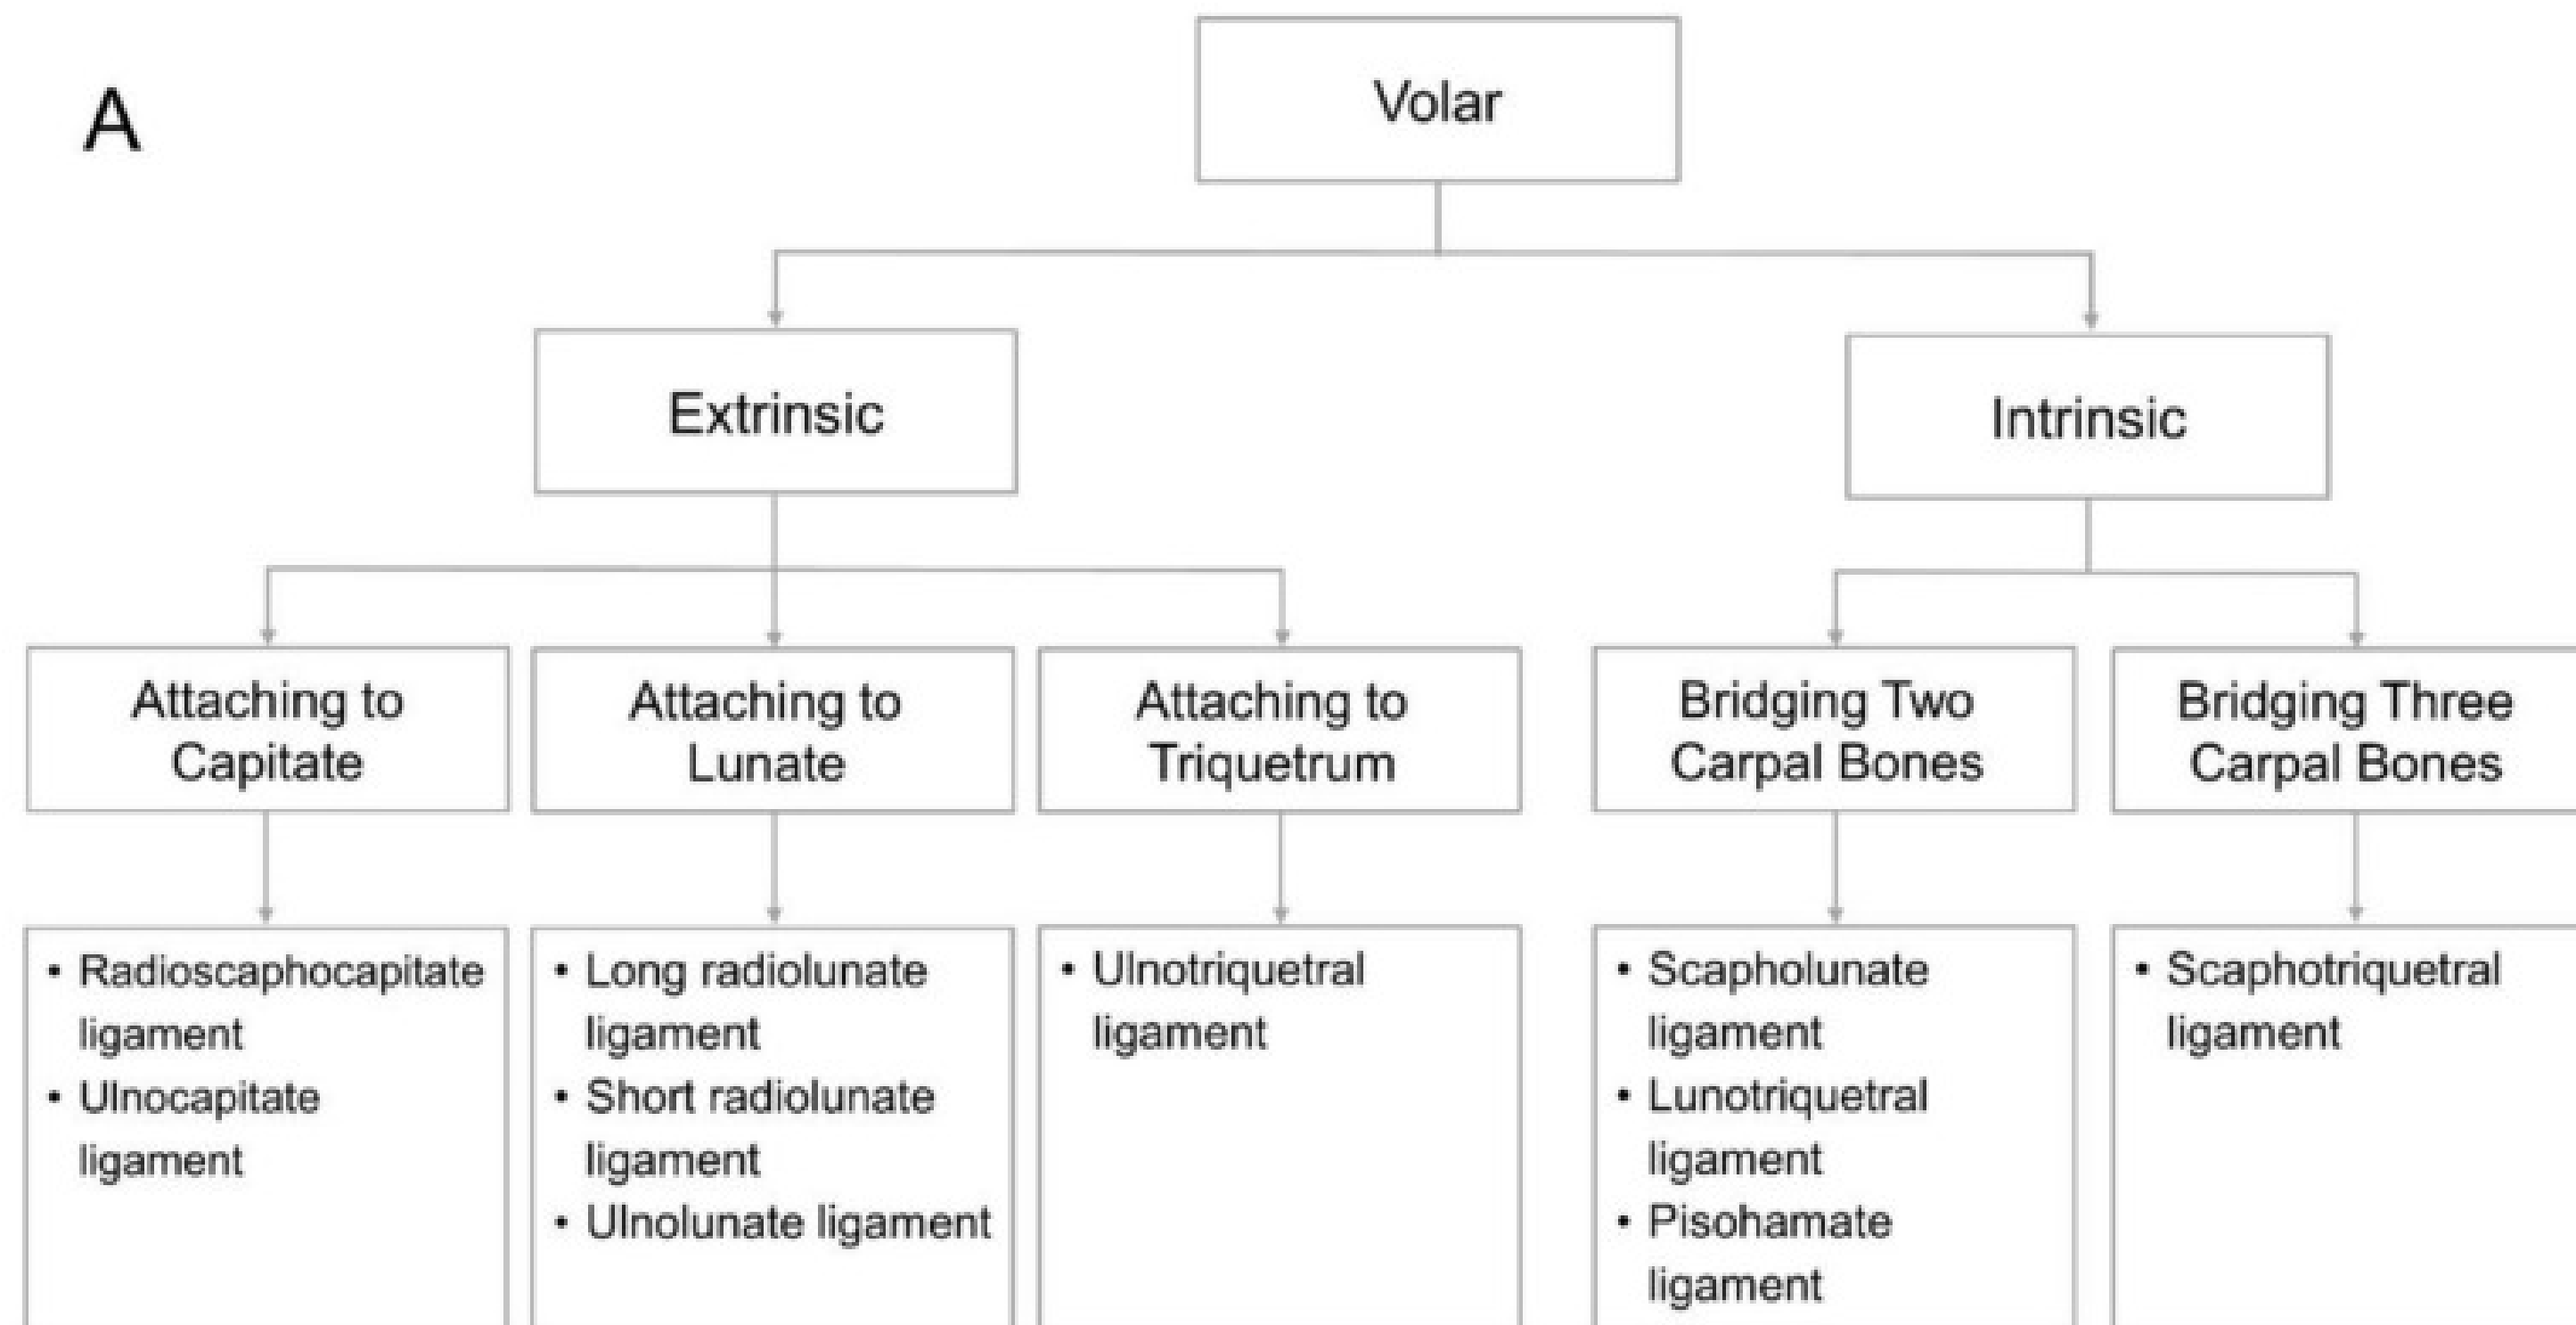 A
Volar
Extrinsic
Intrinsic
Attaching to
Capitate
Attaching to
Lunate
Attaching to
Triquetrum
Bridging Two
Carpal Bones
Bridging Three
Carpal Bones
• Radioscaphocapitate
ligament
• Ulnocapitate
ligament
• Long radiolunate
ligament
• Short radiolunate
ligament
• Ulnolunate ligament
• Ulnotriquetral
ligament
• Scapholunate
ligament
• Lunotriquetral
ligament
• Pisohamate
ligament
• Scaphotriquetral
ligament